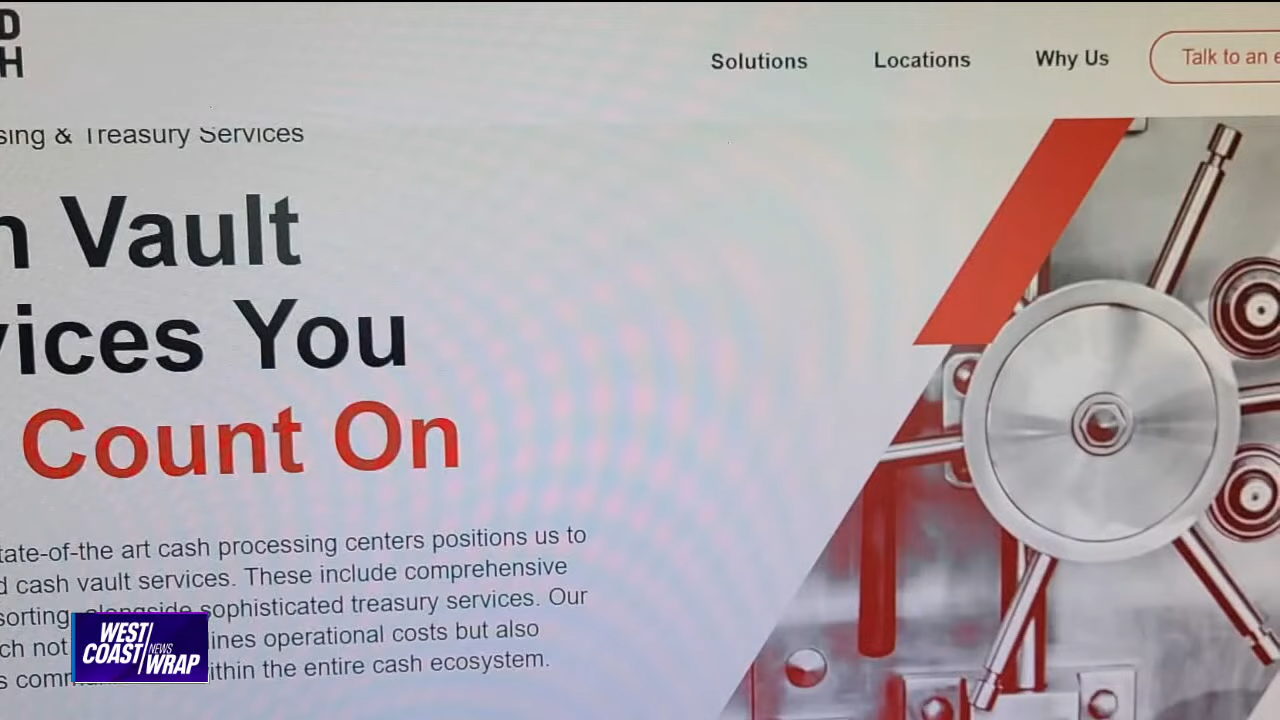 D
H
Solutions Locations Why Us Talk to an e
sing & Treasury Services
n Vault
vices You
Count On
tate-of-the art cash processing centers positions us to
d cash vault services. These include comprehensive
sorting, alongside sophisticated treasury services. Our
ch not lines operational costs but also
s comm ithin the entire cash ecosystem.
WEST
COAST NEWS
WRAP